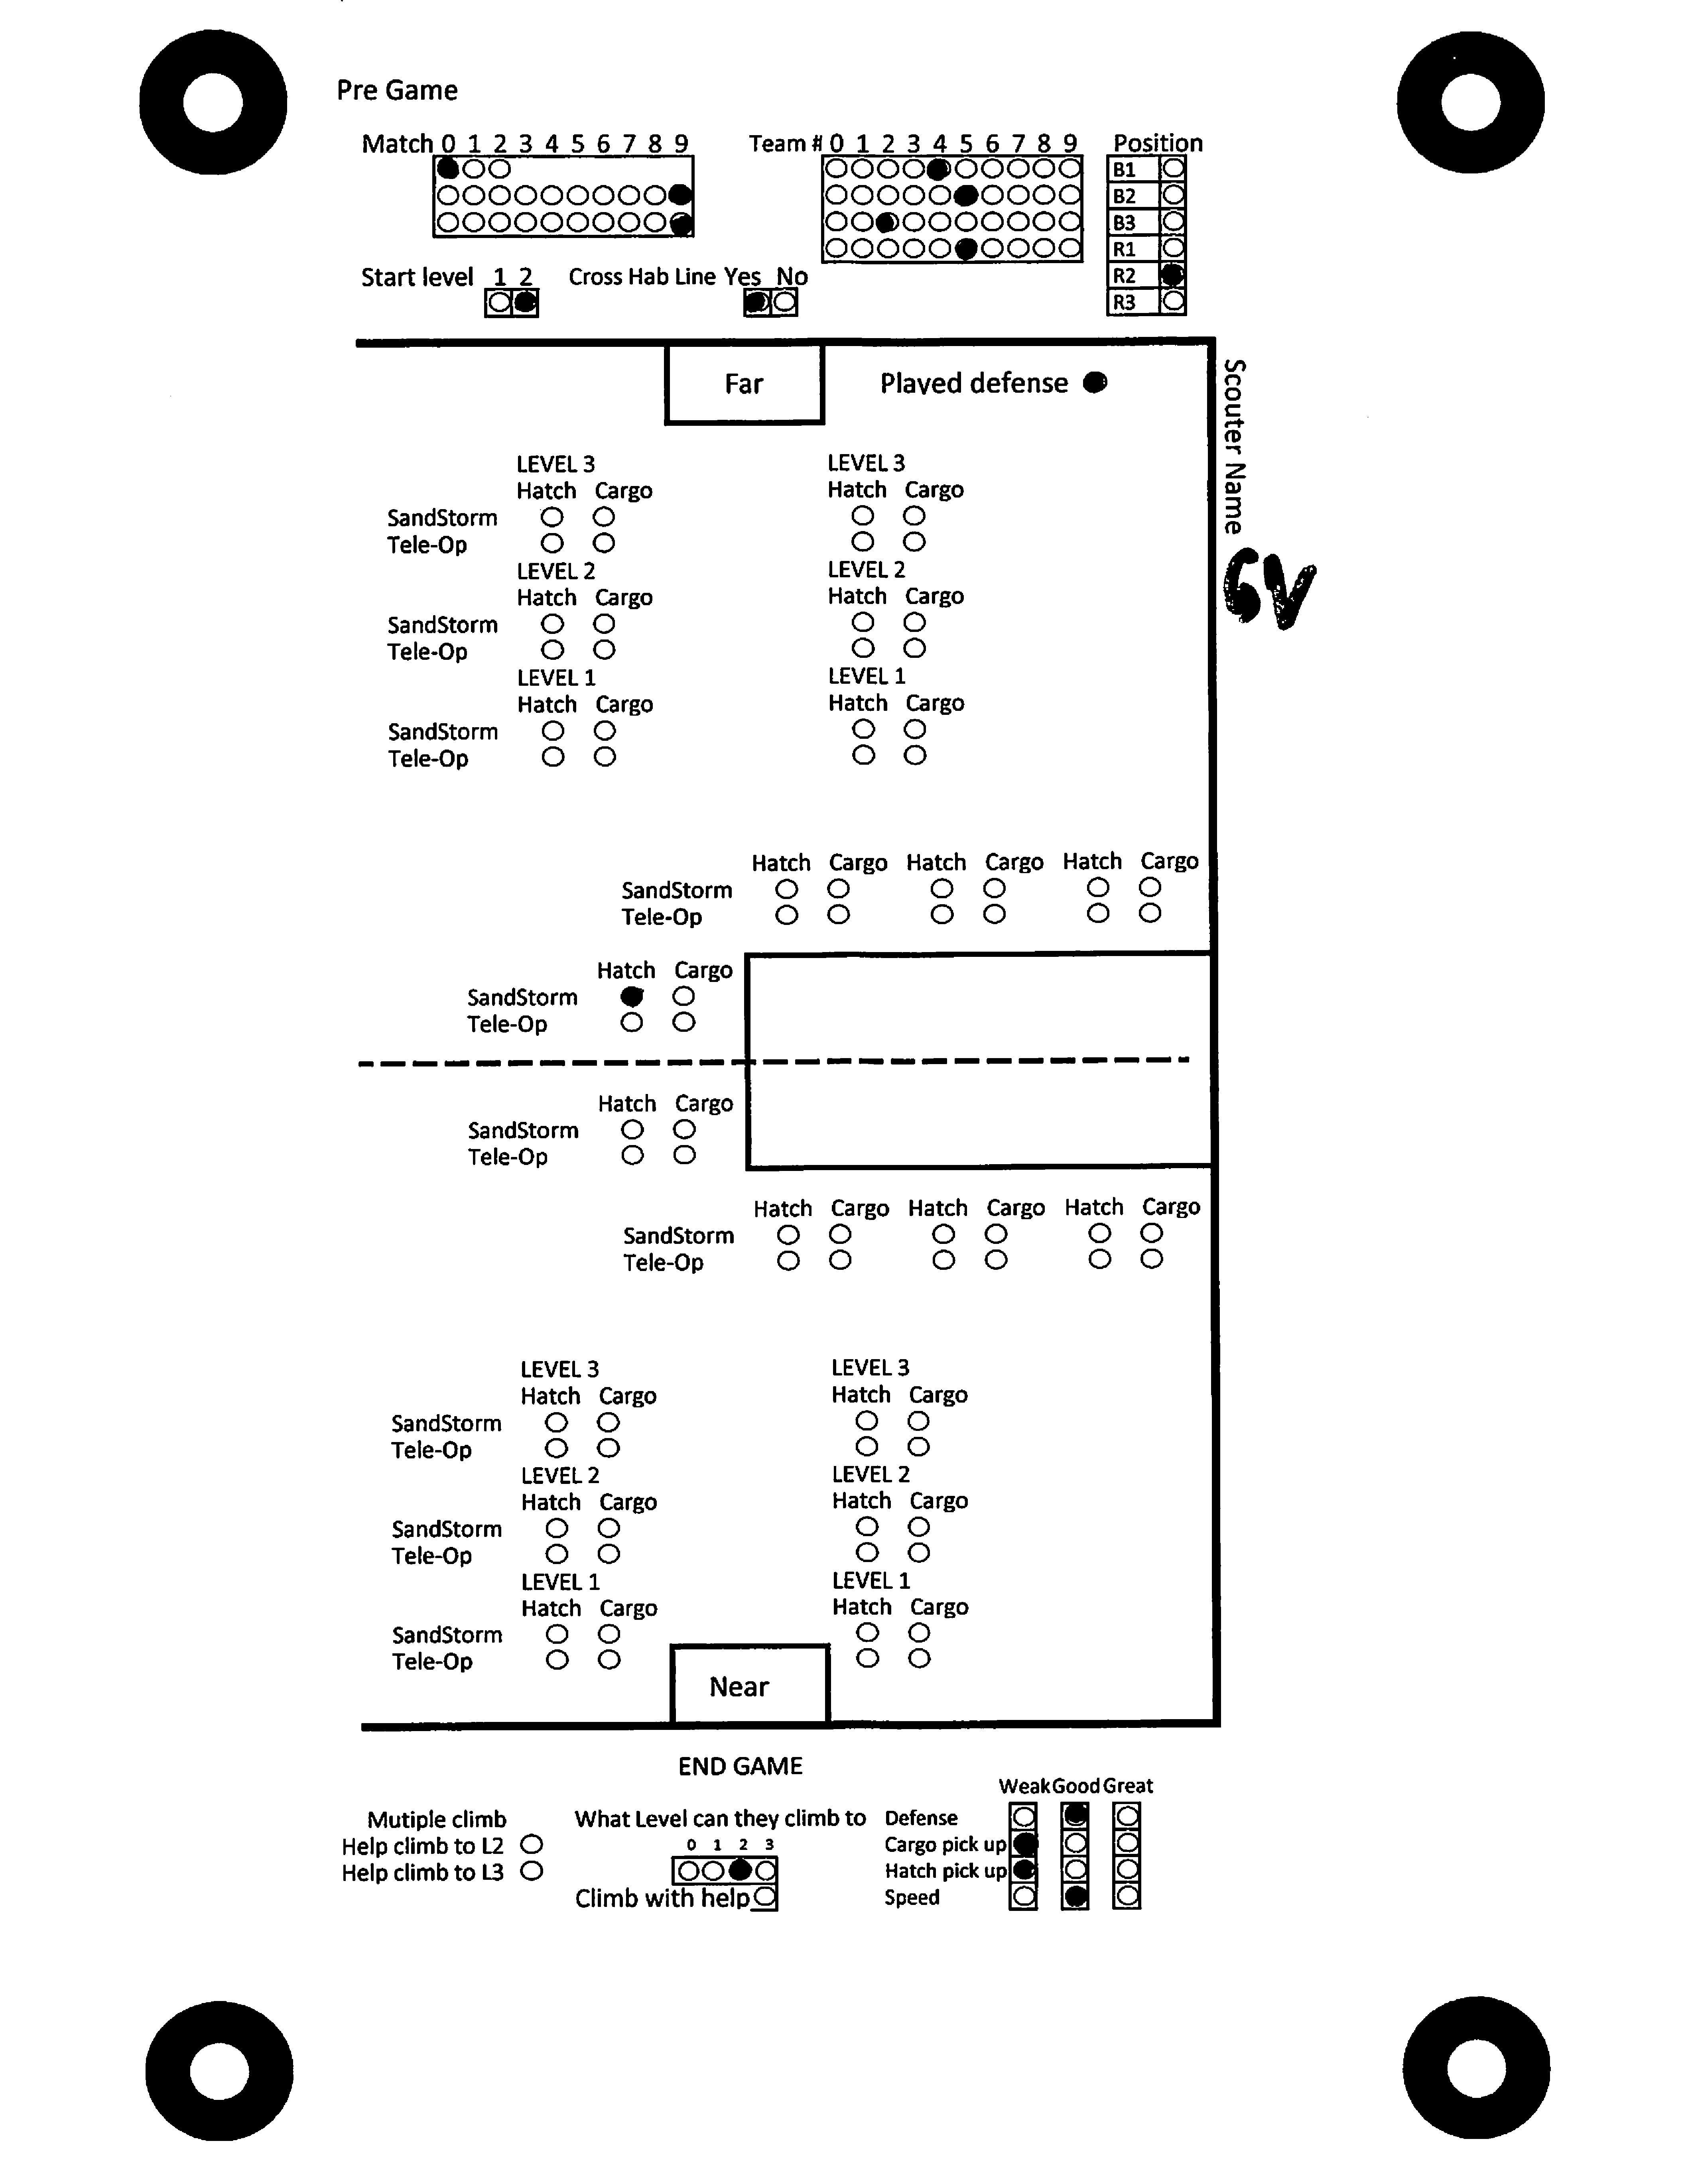 Pre Game
Match 0 1 2 3 4 5 6 7 8 9
Team # 0 1 2 3 4 5 6 7 8 9
Position
B1
B2
B3
R1
R2
R3
Start level 1 2
Cross Hab Line Yes No
Far
Played defense
Scouter Name
GV
LEVEL 3 LEVEL 3
Hatch Cargo Hatch Cargo
SandStorm
Tele-Op
LEVEL 2 LEVEL 2
Hatch Cargo Hatch Cargo
SandStorm
Tele-Op
LEVEL 1 LEVEL 1
Hatch Cargo Hatch Cargo
SandStorm
Tele-Op
Hatch Cargo Hatch Cargo Hatch Cargo
SandStorm
Tele-Op
Hatch Cargo
SandStorm
Tele-Op
Hatch Cargo
SandStorm
Tele-Op
Hatch Cargo Hatch Cargo Hatch Cargo
SandStorm
Tele-Op
LEVEL 3 LEVEL 3
Hatch Cargo Hatch Cargo
SandStorm
Tele-Op
LEVEL 2 LEVEL 2
Hatch Cargo Hatch Cargo
SandStorm
Tele-Op
LEVEL 1 LEVEL 1
Hatch Cargo Hatch Cargo
SandStorm
Tele-Op
Near
END GAME
Mutiple climb
Help climb to L2
Help climb to L3
What Level can they climb to
0 1 2 3
Climb with help
Weak Good Great
Defense
Cargo pick up
Hatch pick up
Speed